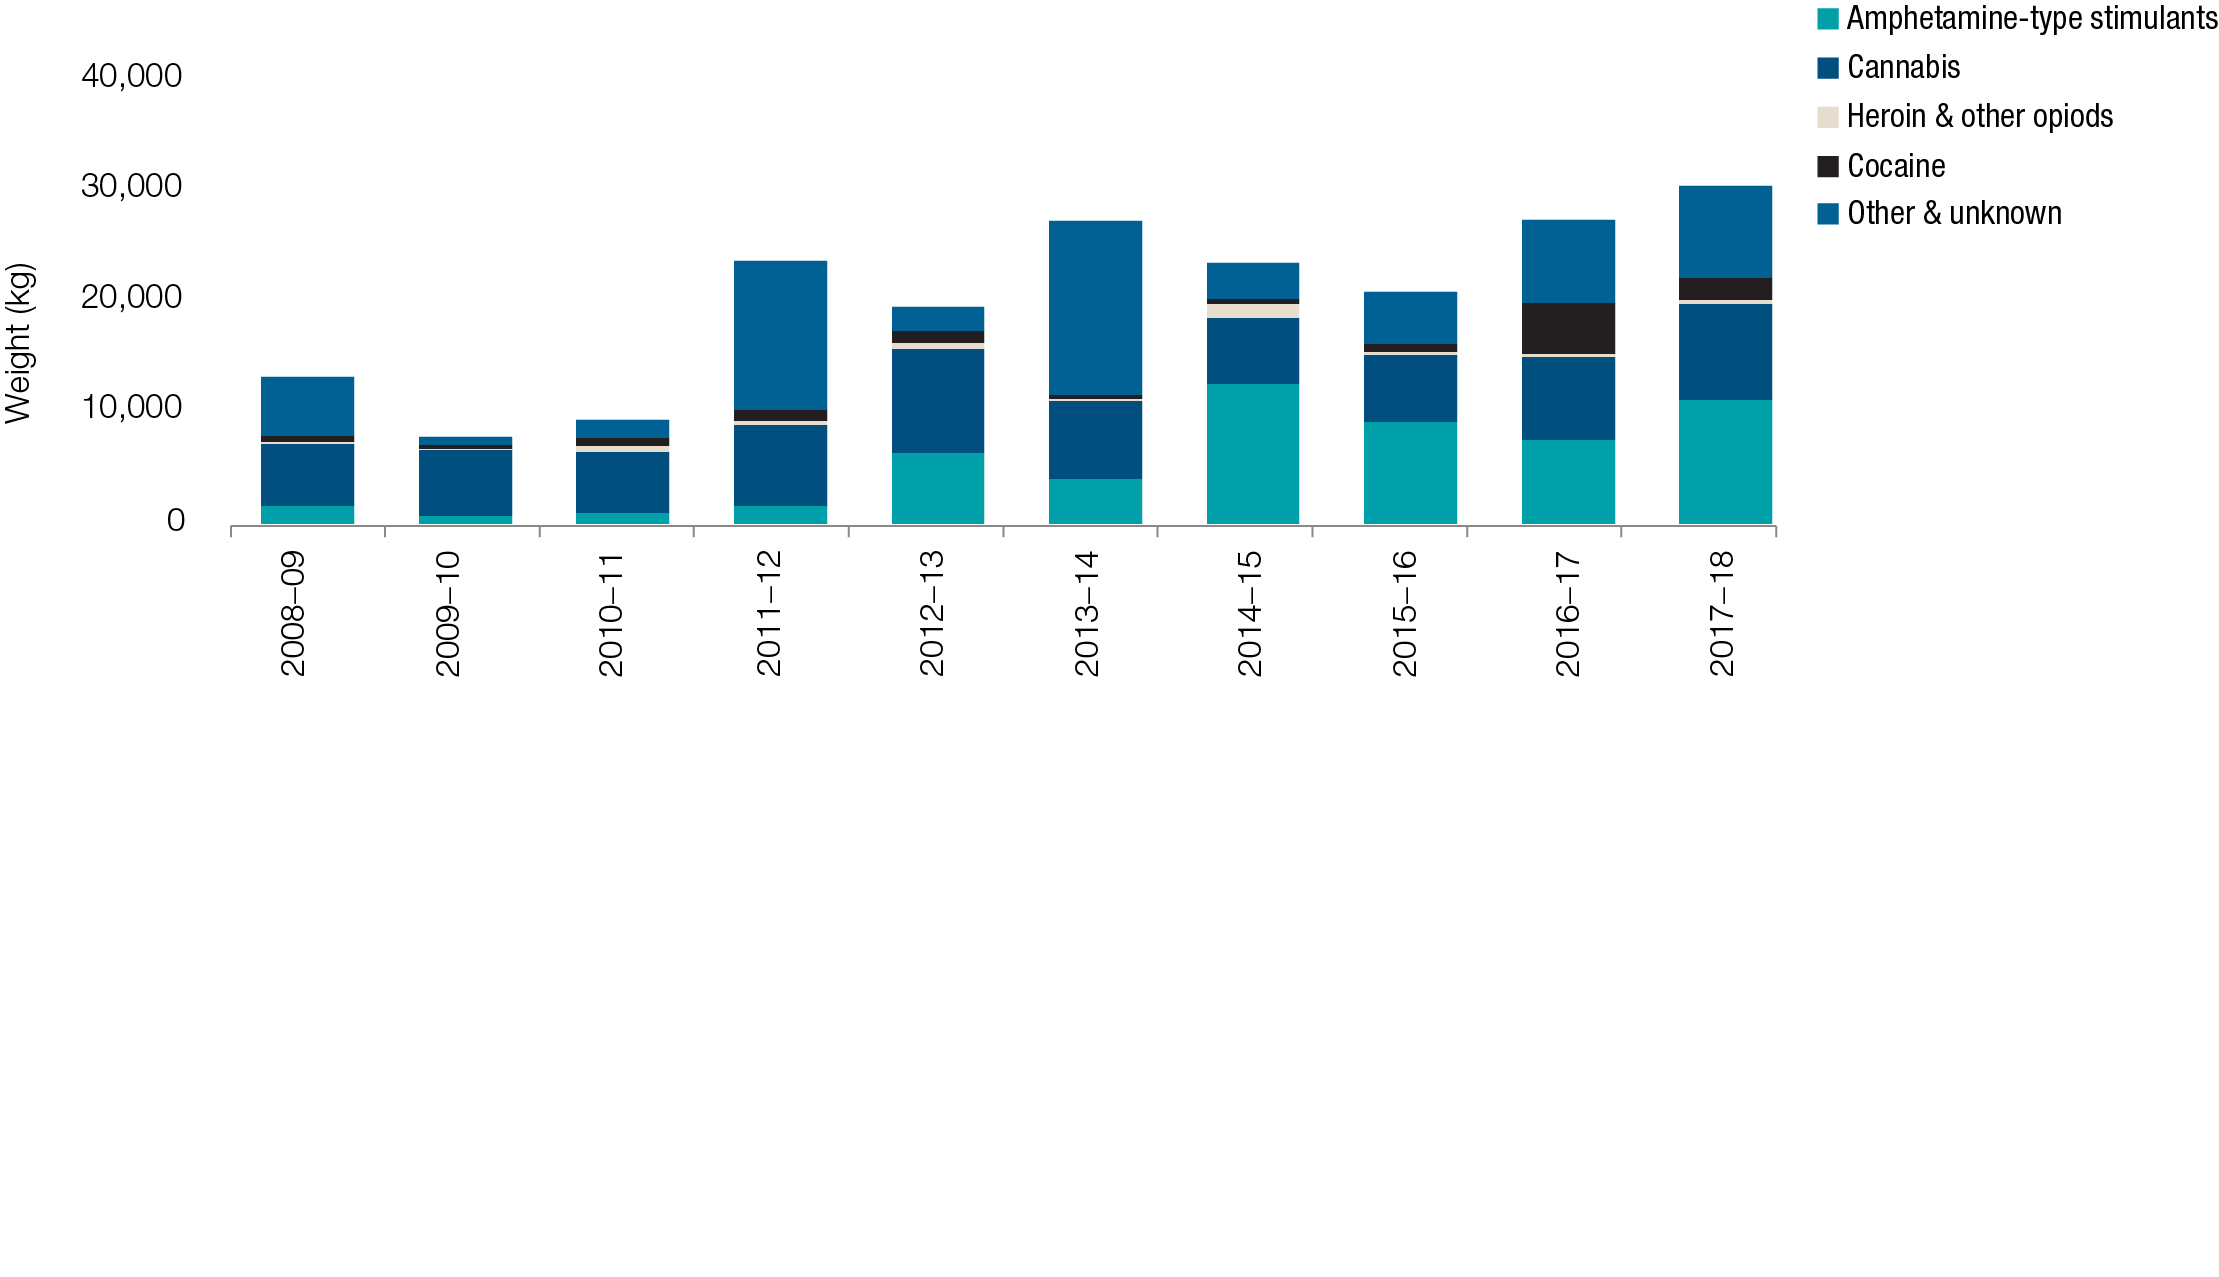 Amphetamine-type stimulants
Cannabis
Heroin & other opiods
Cocaine
Other & unknown
Weight (kg)
40,000
30,000
20,000
10,000
0
2008–09
2009–10
2010–11
2011–12
2012–13
2013–14
2014–15
2015–16
2016–17
2017–18